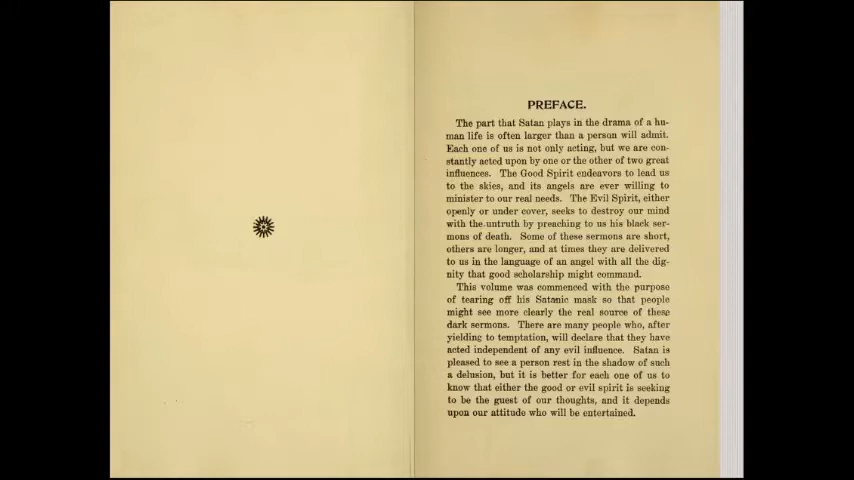 PREFACE.
The part that Satan plays in the drama of a hu-
man life is often larger than a person will admit.
Each one of us is not only acting, but we are con-
stantly acted upon by one or the other of two great
influences. The Good Spirit endeavors to lead us
to the skies, and its angels are ever willing to
minister to our real needs. The Evil Spirit, either
openly or under cover, seeks to destroy our mind
with the untruth by preaching to us his black ser-
mons of death. Some of these sermons are short,
others are longer, and at times they are delivered
to us in the language of an angel with all the dig-
nity that good scholarship might command.
This volume was commenced with the purpose
of tearing off his Satanic mask so that people
might see more clearly the real source of these
dark sermons. There are many people who, after
yielding to temptation, will declare that they have
acted independent of any evil influence. Satan is
pleased to see a person rest in the shadow of such
a delusion, but it is better for each one of us to
know that either the good or evil spirit is seeking
to be the guest of our thoughts, and it depends
upon our attitude who will be entertained.